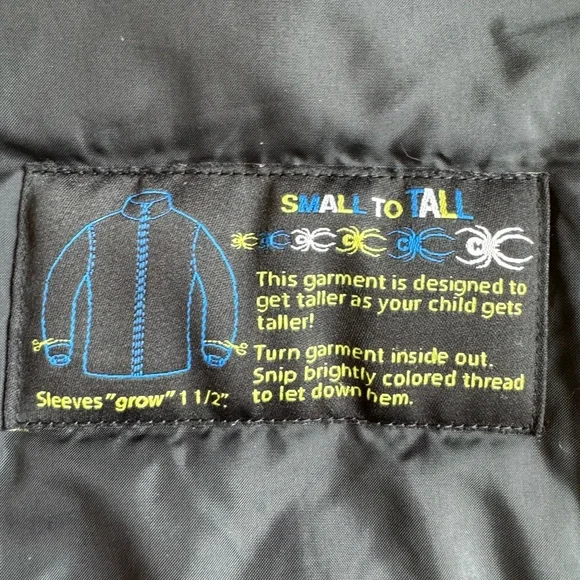 SMALL TO TALL
This garment is designed to
get taller as your child gets
taller!
Turn garment inside out.
Snip brightly colored thread
to let down hem.
Sleeves "grow" 1 1/2".